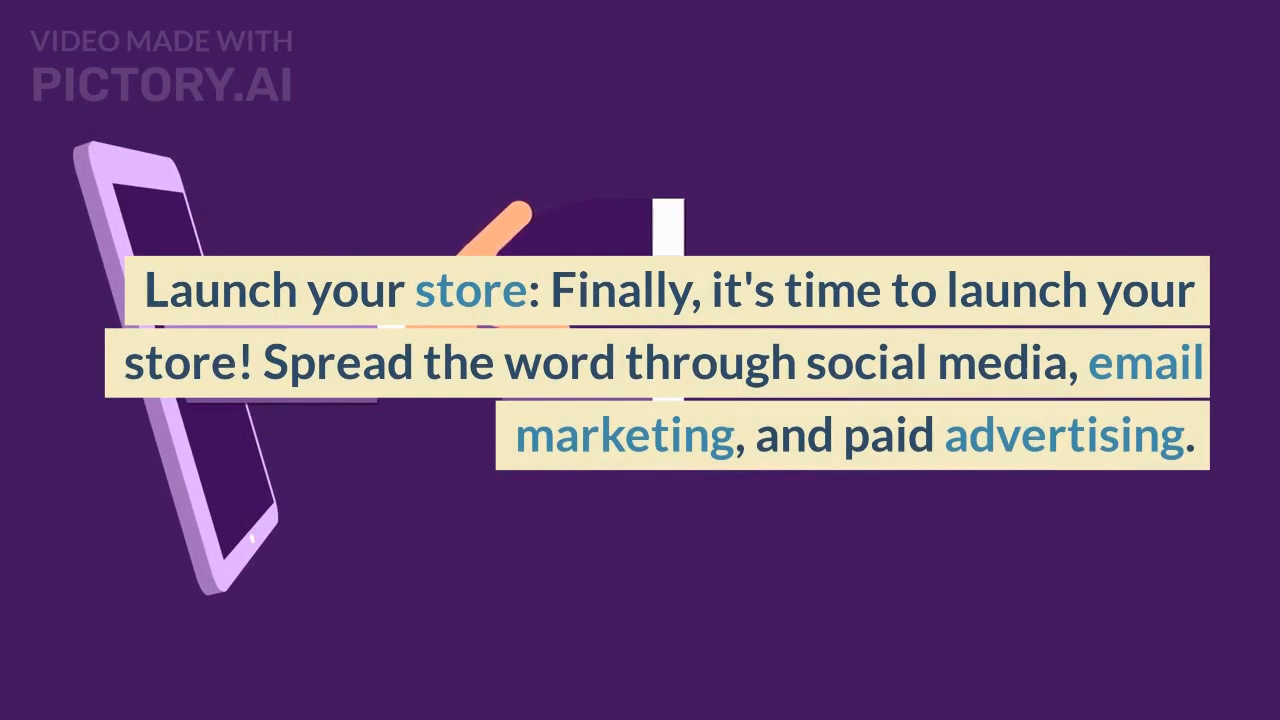 VIDEO MADE WITH
PICTORY.AI
Launch your store: Finally, it's time to launch your
store! Spread the word through social media, email
marketing, and paid advertising.